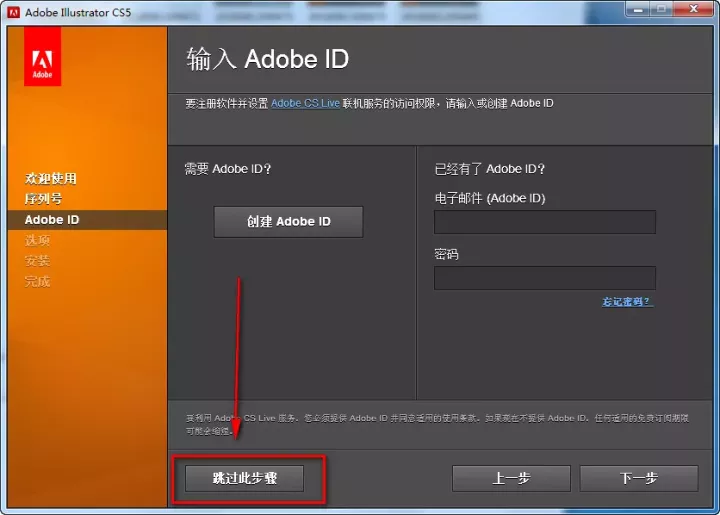 Adobe Illustrator CS5
Adobe
输入 Adobe ID
要注册软件并设置 Adobe CS Live 联机服务的访问权限，请输入或创建 Adobe ID
欢迎使用
序列号
Adobe ID
选项
安装
完成
需要 Adobe ID？
创建 Adobe ID
已经有了 Adobe ID？
电子邮件 (Adobe ID)
密码
忘记密码？
要利用 Adobe CS Live 服务，您必须提供 Adobe ID 并同意适用的使用条款。如果现在不提供 Adobe ID，任何适用的免费订阅期限
可能会缩短。
跳过此步骤
上一步
下一步